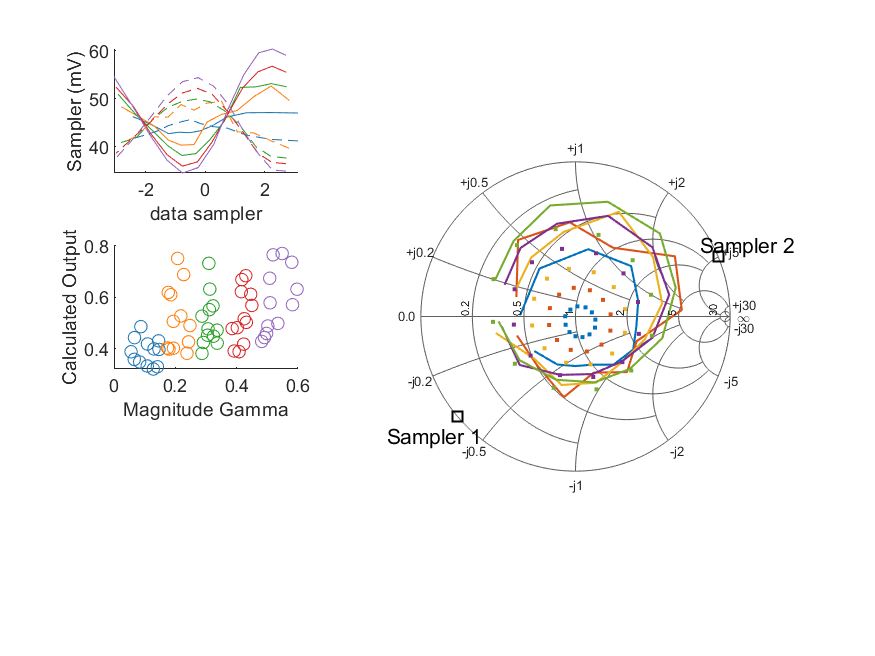 60
50
40
Sampler (mV)
-2 0 2
data sampler
0.8
0.6
0.4
Calculated Output
0 0.2 0.4 0.6
Magnitude Gamma
+j1
+j0.5
+j2
+j0.2
+j5
Sampler 2
0.0
0.2
0.5
1
2
5
30
+j30
∞
-j30
-j0.2
-j5
Sampler 1
-j0.5
-j2
-j1